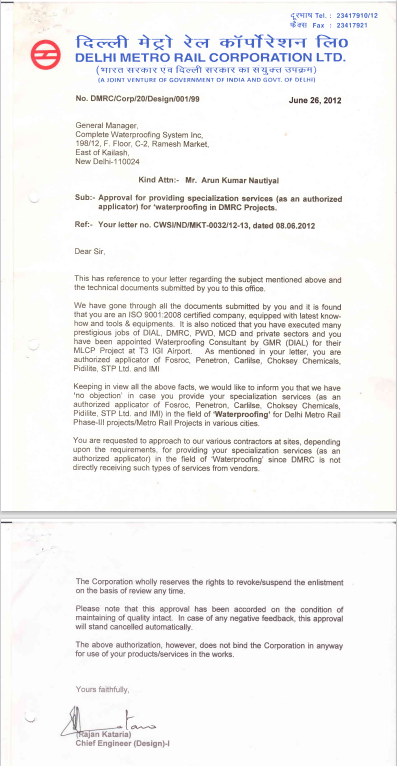 दूरभाष Tel. : 23417910/12
फैक्स Fax : 23417921
दिल्ली मेट्रो रेल कॉर्पोरेशन लि०
DELHI METRO RAIL CORPORATION LTD.
(भारत सरकार एवं दिल्ली सरकार का संयुक्त उपक्रम)
(A JOINT VENTURE OF GOVERNMENT OF INDIA AND GOVT. OF DELHI)
No. DMRC/Corp/20/Design/001/99
June 26, 2012
General Manager,
Complete Waterproofing System Inc,
198/12, F. Floor, C-2, Ramesh Market,
East of Kailash,
New Delhi-110024
Kind Attn:- Mr. Arun Kumar Nautiyal
Sub:- Approval for providing specialization services (as an authorized
applicator) for 'waterproofing in DMRC Projects.
Ref:- Your letter no. CWSI/ND/MKT-0032/12-13, dated 08.06.2012
Dear Sir,
This has reference to your letter regarding the subject mentioned above and
the technical documents submitted by you to this office.
We have gone through all the documents submitted by you and it is found
that you are an ISO 9001:2008 certified company, equipped with latest know-
how and tools & equipments. It is also noticed that you have executed many
prestigious jobs of DIAL, DMRC, PWD, MCD and private sectors and you
have been appointed Waterproofing Consultant by GMR (DIAL) for their
MLCP Project at T3 IGI Airport. As mentioned in your letter, you are
authorized applicator of Fosroc, Penetron, Carlilse, Choksey Chemicals,
Pidilite, STP Ltd. and IMI
Keeping in view all the above facts, we would like to inform you that we have
'no objection' in case you provide your specialization services (as an
authorized applicator of Fosroc, Penetron, Carlilse, Choksey Chemicals,
Pidilite, STP Ltd. and IMI) in the field of 'Waterproofing' for Delhi Metro Rail
Phase-III projects/Metro Rail Projects in various cities.
You are requested to approach to our various contractors at sites, depending
upon the requirements, for providing your specialization services (as an
authorized applicator) in the field of 'Waterproofing' since DMRC is not
directly receiving such types of services from vendors.
The Corporation wholly reserves the rights to revoke/suspend the enlistment
on the basis of review any time.
Please note that this approval has been accorded on the condition of
maintaining of quality intact. In case of any negative feedback, this approval
will stand cancelled automatically.
The above authorization, however, does not bind the Corporation in anyway
for use of your products/services in the works.
Yours faithfully,
(Rajan Kataria)
Chief Engineer (Design)-I